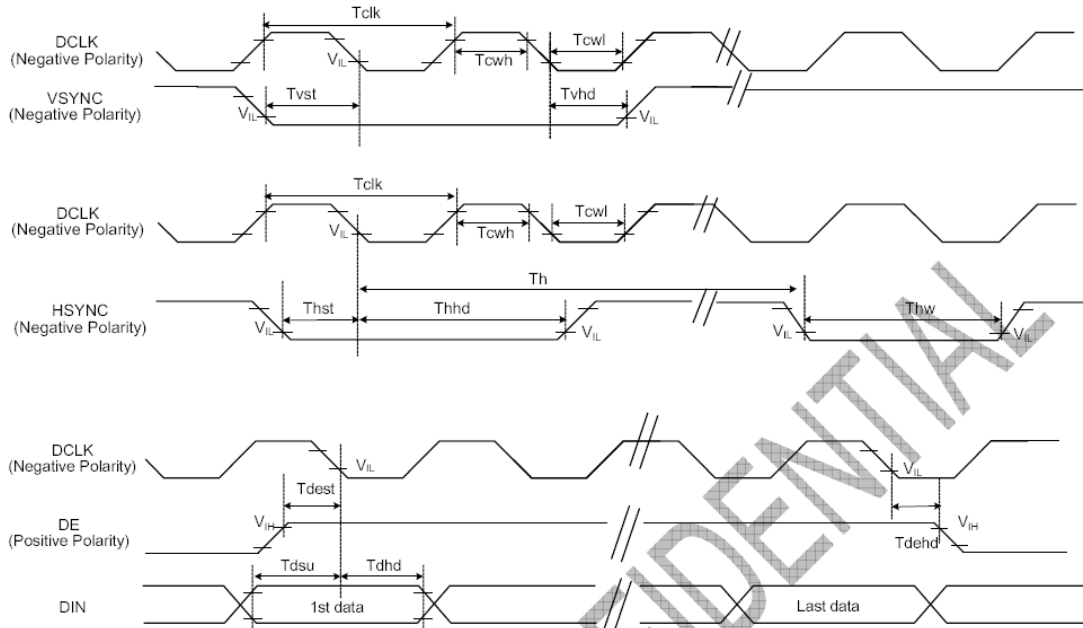 Tclk
DCLK
(Negative Polarity)
VIL
Tcwh
Tcwl
VSYNC
(Negative Polarity)
VIL
Tvst
Tvhd
VIL
Tclk
DCLK
(Negative Polarity)
VIL
Tcwh
Tcwl
Th
HSYNC
(Negative Polarity)
VIL
Thst
Thhd
VIL
VIL
Thw
VIL
DCLK
(Negative Polarity)
VIL
VIL
Tdest
DE
(Positive Polarity)
VIH
VIH
Tdehd
Tdsu
Tdhd
DIN
1st data
Last data
FIDENTIAL